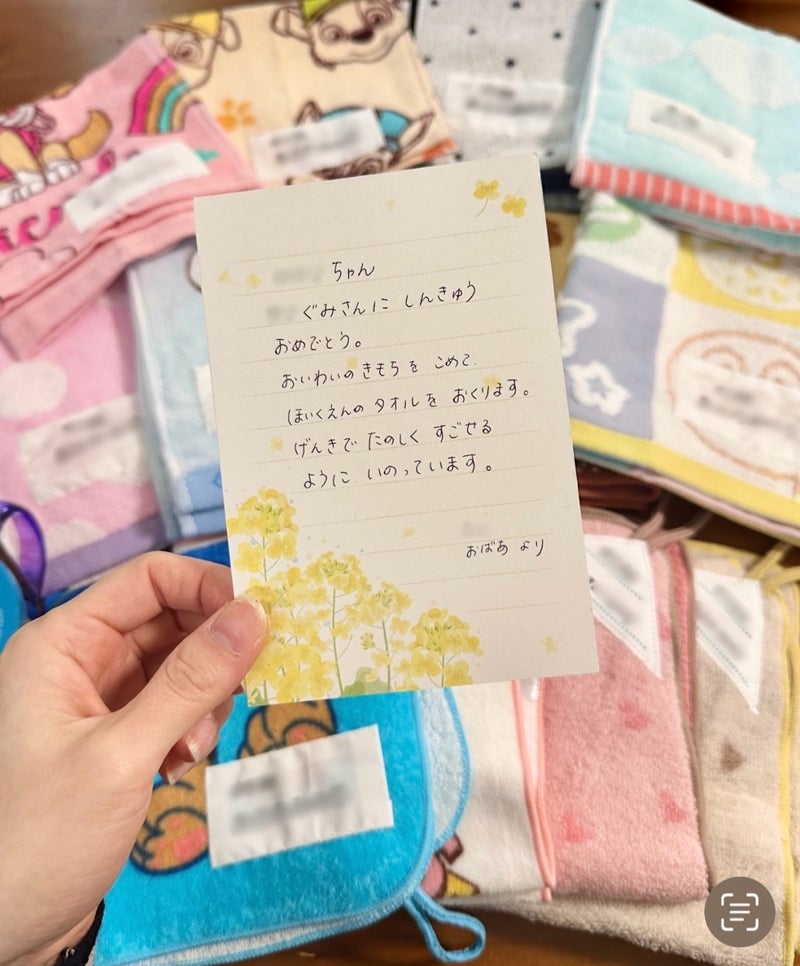 ちゃん
ぐみさんに しんきゅう
おめでとう。
おいわいの きもちを こめて、
ほいくえんの タオルを おくります。
げんきで たのしく すごせる
ように いのっています。
おばあ より